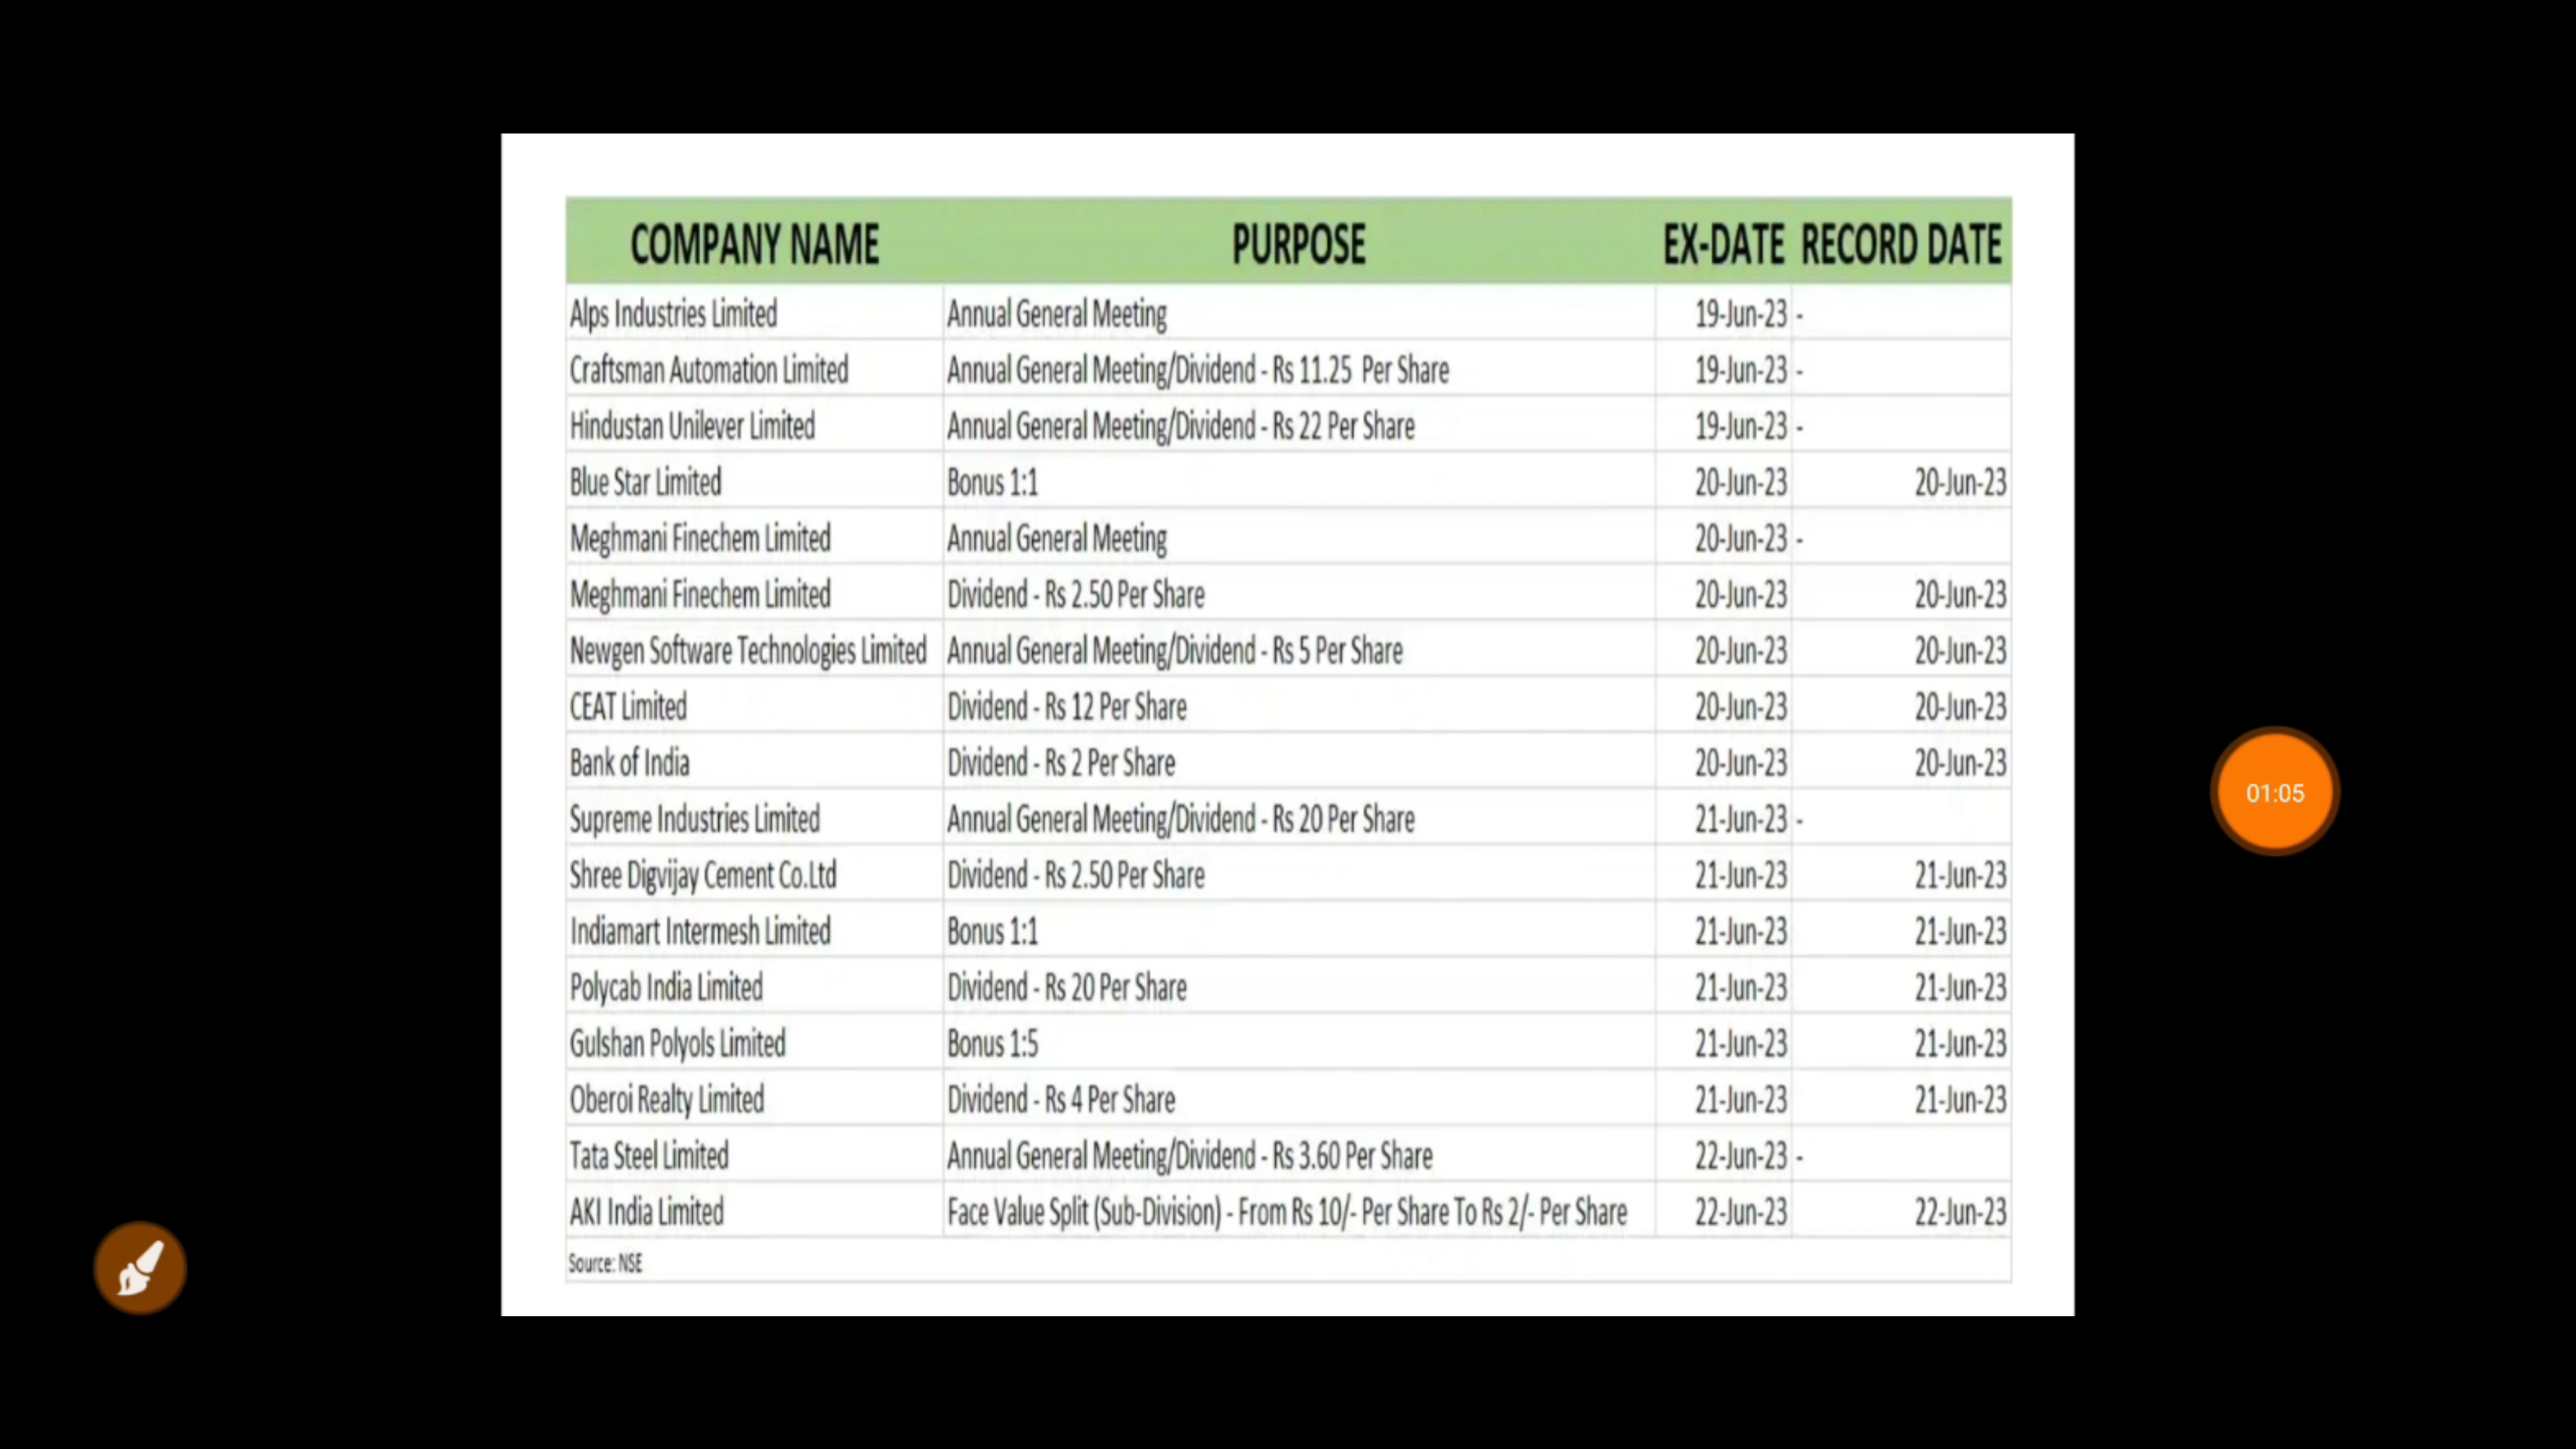 COMPANY NAME PURPOSE EX-DATE RECORD DATE
Alps Industries Limited Annual General Meeting 19-Jun-23 -
Craftsman Automation Limited Annual General Meeting/Dividend - Rs 11.25 Per Share 19-Jun-23 -
Hindustan Unilever Limited Annual General Meeting/Dividend - Rs 22 Per Share 19-Jun-23 -
Blue Star Limited Bonus 1:1 20-Jun-23 20-Jun-23
Meghmani Finechem Limited Annual General Meeting 20-Jun-23 -
Meghmani Finechem Limited Dividend - Rs 2.50 Per Share 20-Jun-23 20-Jun-23
Newgen Software Technologies Limited Annual General Meeting/Dividend - Rs 5 Per Share 20-Jun-23 20-Jun-23
CEAT Limited Dividend - Rs 12 Per Share 20-Jun-23 20-Jun-23
Bank of India Dividend - Rs 2 Per Share 20-Jun-23 20-Jun-23
Supreme Industries Limited Annual General Meeting/Dividend - Rs 20 Per Share 21-Jun-23 -
Shree Digvijay Cement Co.Ltd Dividend - Rs 2.50 Per Share 21-Jun-23 21-Jun-23
Indiamart Intermesh Limited Bonus 1:1 21-Jun-23 21-Jun-23
Polycab India Limited Dividend - Rs 20 Per Share 21-Jun-23 21-Jun-23
Gulshan Polyols Limited Bonus 1:5 21-Jun-23 21-Jun-23
Oberoi Realty Limited Dividend - Rs 4 Per Share 21-Jun-23 21-Jun-23
Tata Steel Limited Annual General Meeting/Dividend - Rs 3.60 Per Share 22-Jun-23 -
AKI India Limited Face Value Split (Sub-Division) - From Rs 10/- Per Share To Rs 2/- Per Share 22-Jun-23 22-Jun-23
Source: NSE
01:05